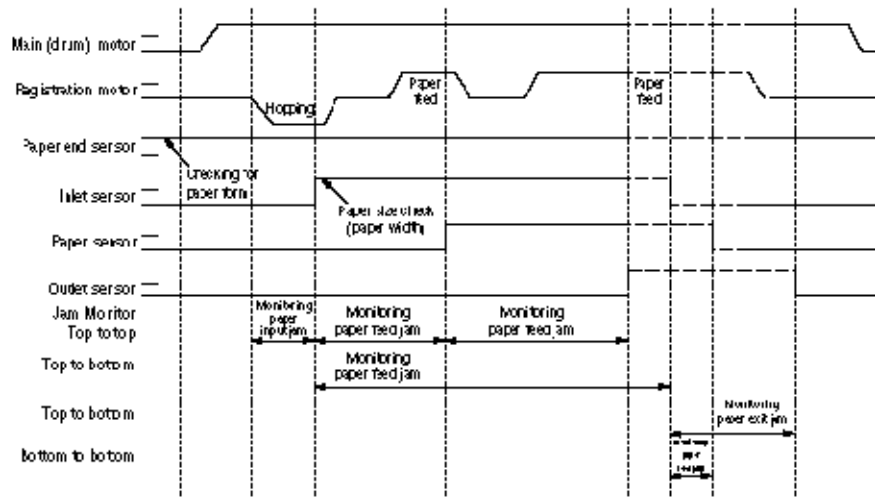 Main (drum) motor
Registration motor
Hopping
Paper
feed
Paper
feed
Paper end sensor
Checking for
paper form
Inlet sensor
Paper size check
(paper width)
Paper sensor
Outlet sensor
Jam Monitor
Top to top
Monitoring
paper
input jam
Monitoring
paper feed jam
Monitoring
paper feed jam
Top to bottom
Monitoring
paper feed jam
Top to bottom
Monitoring
paper exit jam
Bottom to bottom